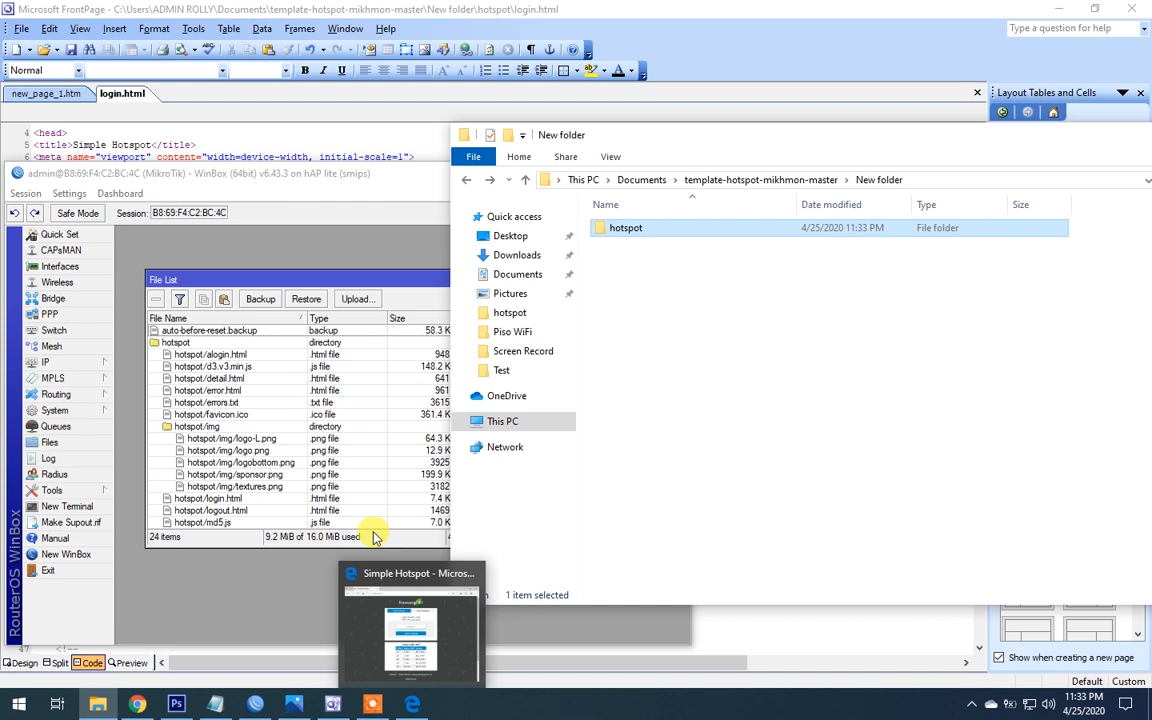 Microsoft FrontPage - C:\Users\ADMIN ROLLY\Documents\template-hotspot-mikhmon-master\New folder\hotspot\login.html
File Edit View Insert Format Tools Table Data Frames Window Help
Type a question for help
Normal
new_page_1.htm login.html
Layout Tables and Cells
4 <head>
5 <title>Simple Hotspot</title>
6 <meta name="viewport" content="width=device-width, initial-scale=1">
New folder
File Home Share View
This PC Documents template-hotspot-mikhmon-master New folder
Name Date modified Type Size
hotspot 4/25/2020 11:33 PM File folder
Quick access
Desktop
Downloads
Documents
Pictures
hotspot
Piso WiFi
Screen Record
Test
OneDrive
This PC
Network
1 item selected
admin@B8:69:F4:C2:BC:4C (MikroTik) - WinBox (64bit) v6.43.3 on hAP lite (smips)
Session Settings Dashboard
Safe Mode Session: B8:69:F4:C2:BC:4C
Quick Set
CAPsMAN
Interfaces
Wireless
Bridge
PPP
Switch
Mesh
IP
MPLS
Routing
System
Queues
Files
Log
Radius
Tools
New Terminal
Make Supout.rif
Manual
New WinBox
Exit
RouterOS WinBox
File List
Backup Restore Upload...
File Name Type Size
auto-before-reset.backup backup 58.3 K
hotspot directory
hotspot/alogin.html .html file 948
hotspot/d3.v3.min.js .js file 148.2 K
hotspot/detail.html .html file 641
hotspot/error.html .html file 961
hotspot/errors.txt .txt file 3615
hotspot/favicon.ico .ico file 361.4 K
hotspot/img directory
hotspot/img/logo-L.png .png file 64.3 K
hotspot/img/logo.png .png file 12.9 K
hotspot/img/logobottom.png .png file 3925
hotspot/img/sponsor.png .png file 199.9 K
hotspot/img/textures.png .png file 3182
hotspot/login.html .html file 7.4 K
hotspot/logout.html .html file 1469
hotspot/md5.js .js file 7.0 K
24 items 9.2 MiB of 16.0 MiB used
Simple Hotspot - Micros...
47 <!--
Design Split Code Preview
Show when creating a new page
Default Custom
11:33 PM
4/25/2020